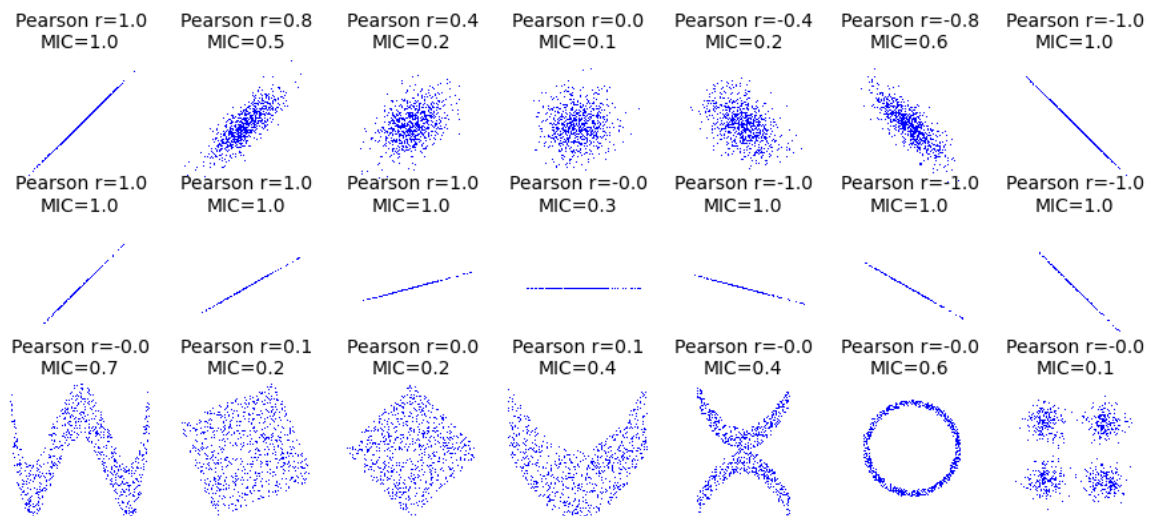 Pearson r=1.0 Pearson r=0.8 Pearson r=0.4 Pearson r=0.0 Pearson r=-0.4 Pearson r=-0.8 Pearson r=-1.0
MIC=1.0 MIC=0.5 MIC=0.2 MIC=0.1 MIC=0.2 MIC=0.6 MIC=1.0
Pearson r=1.0 Pearson r=1.0 Pearson r=1.0 Pearson r=-0.0 Pearson r=-1.0 Pearson r=-1.0 Pearson r=-1.0
MIC=1.0 MIC=1.0 MIC=1.0 MIC=0.3 MIC=1.0 MIC=1.0 MIC=1.0
Pearson r=-0.0 Pearson r=0.1 Pearson r=0.0 Pearson r=0.1 Pearson r=-0.0 Pearson r=-0.0 Pearson r=-0.0
MIC=0.7 MIC=0.2 MIC=0.2 MIC=0.4 MIC=0.4 MIC=0.6 MIC=0.1